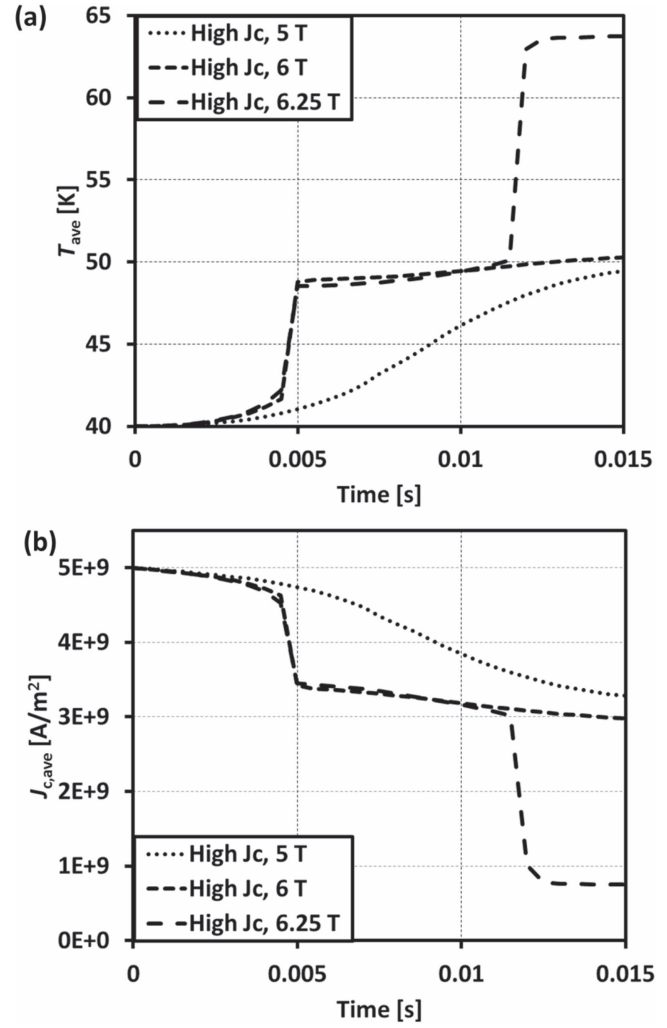 (a)
65
60
55
50
45
40
T_ave [K]
High Jc, 5 T
High Jc, 6 T
High Jc, 6.25 T
0
0.005
0.01
0.015
Time [s]
(b)
5E+9
4E+9
3E+9
2E+9
1E+9
0E+0
J_c,ave [A/m²]
High Jc, 5 T
High Jc, 6 T
High Jc, 6.25 T
0
0.005
0.01
0.015
Time [s]